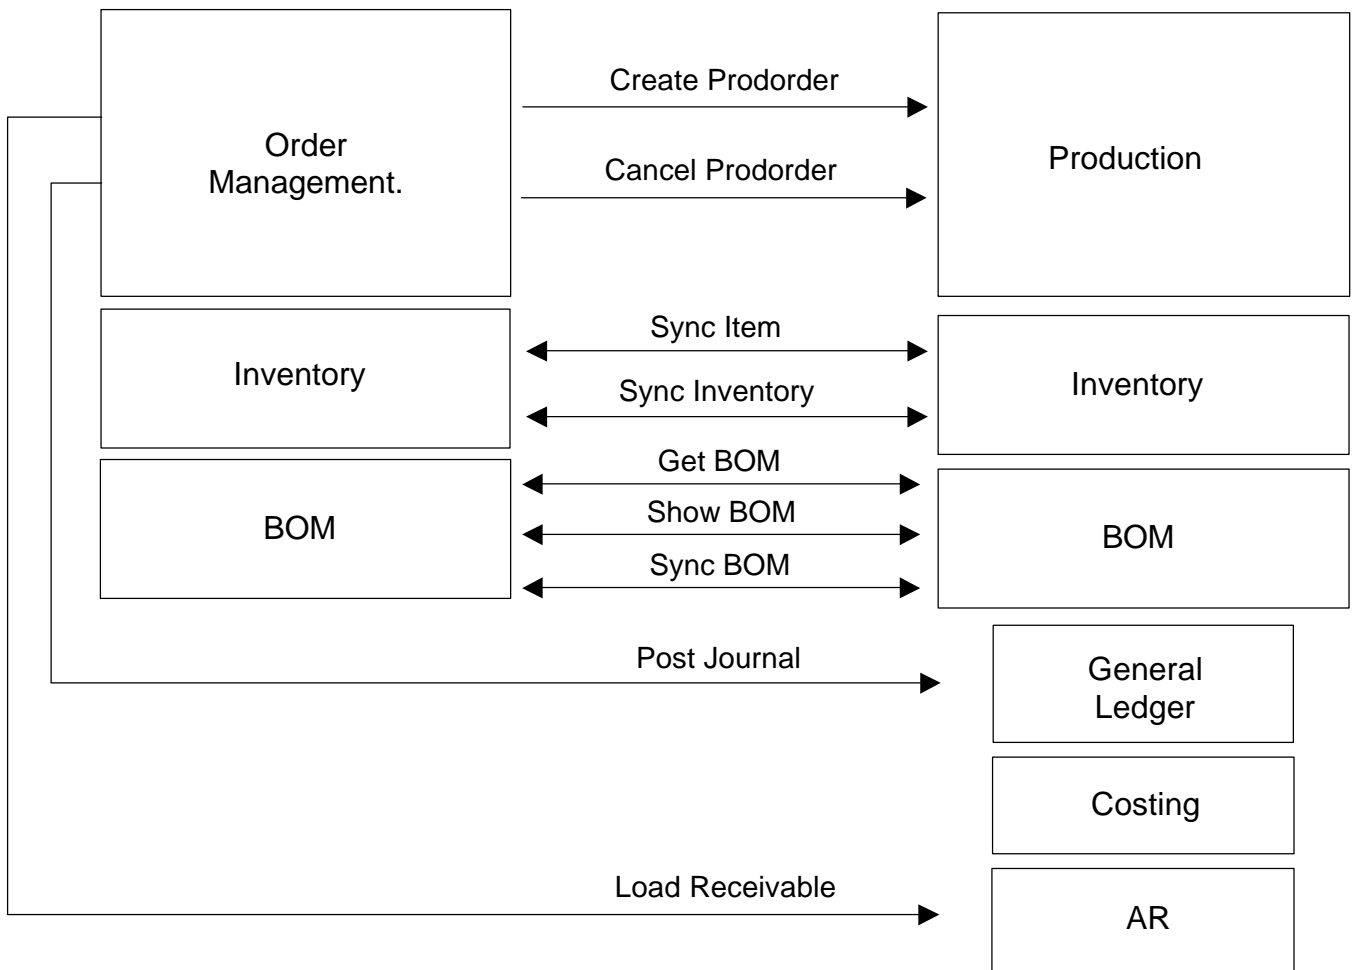 Create Prodorder
Order
Management.
Cancel Prodorder
Production
Sync Item
Inventory
Sync Inventory
Inventory
Get BOM
BOM
Show BOM
BOM
Sync BOM
Post Journal
General
Ledger
Costing
Load Receivable
AR